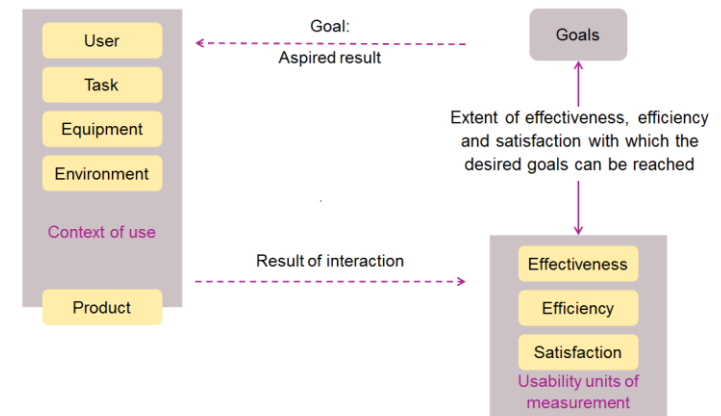 User
Task
Equipment
Environment
Context of use
Product
Goal:
Aspired result
Goals
Extent of effectiveness, efficiency
and satisfaction with which the
desired goals can be reached
Result of interaction
Effectiveness
Efficiency
Satisfaction
Usability units of
measurement